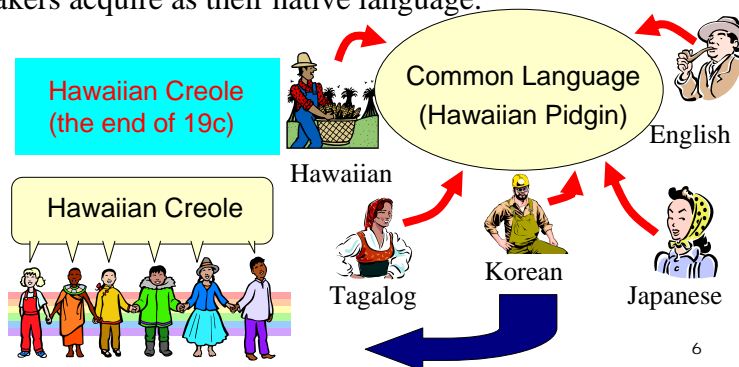 akers acquire as their native language.
Hawaiian Creole
(the end of 19c)
Common Language
(Hawaiian Pidgin)
English
Hawaiian
Hawaiian Creole
Tagalog
Korean
Japanese
6